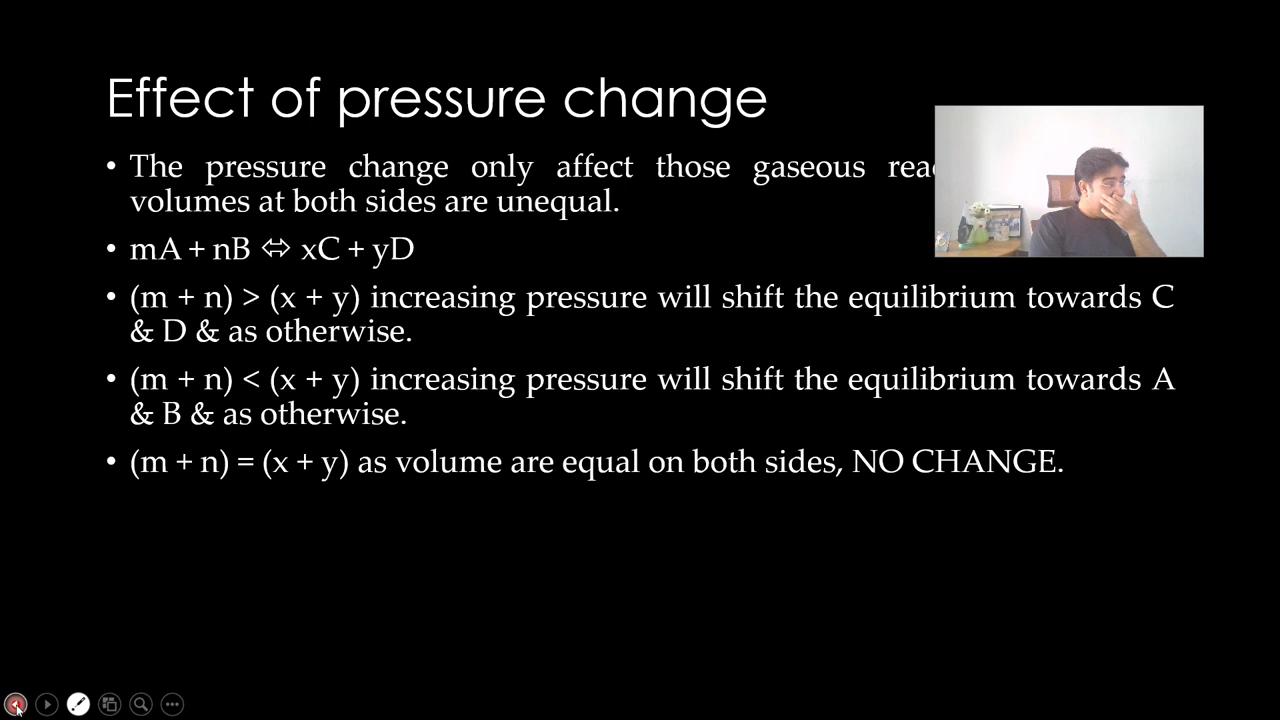 Effect of pressure change
• The pressure change only affect those gaseous
volumes at both sides are unequal.
• mA + nB ⇔ xC + yD
• (m + n) > (x + y) increasing pressure will shift the equilibrium towards C
& D & as otherwise.
• (m + n) < (x + y) increasing pressure will shift the equilibrium towards A
& B & as otherwise.
• (m + n) = (x + y) as volume are equal on both sides, NO CHANGE.